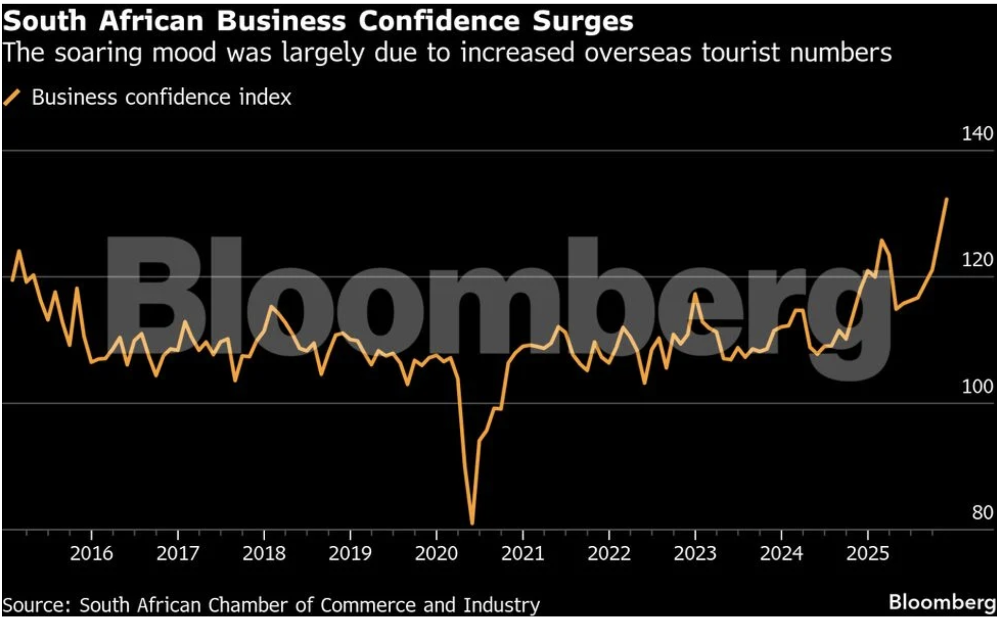 South African Business Confidence Surges
The soaring mood was largely due to increased overseas tourist numbers
Business confidence index
140
120
100
80
Bloomberg
2016 2017 2018 2019 2020 2021 2022 2023 2024 2025
Source: South African Chamber of Commerce and Industry
Bloomberg